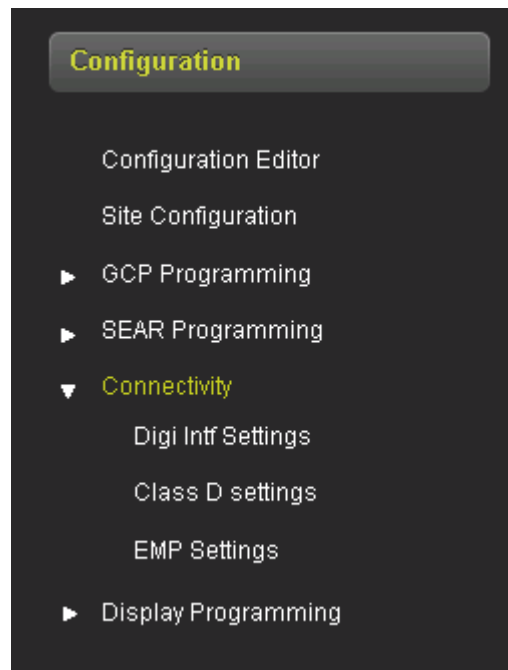 Configuration
Configuration Editor
Site Configuration
GCP Programming
SEAR Programming
Connectivity
Digi Intf Settings
Class D settings
EMP Settings
Display Programming